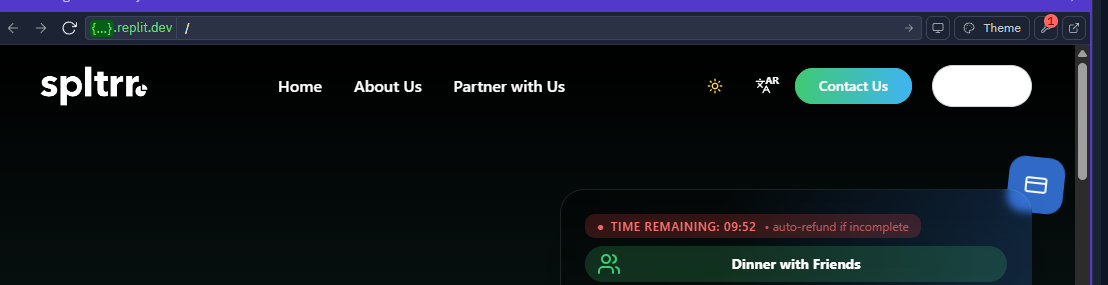 {...}.replit.dev /
Theme
1
spltrr
Home About Us Partner with Us
AR
Contact Us
• TIME REMAINING: 09:52 • auto-refund if incomplete
Dinner with Friends